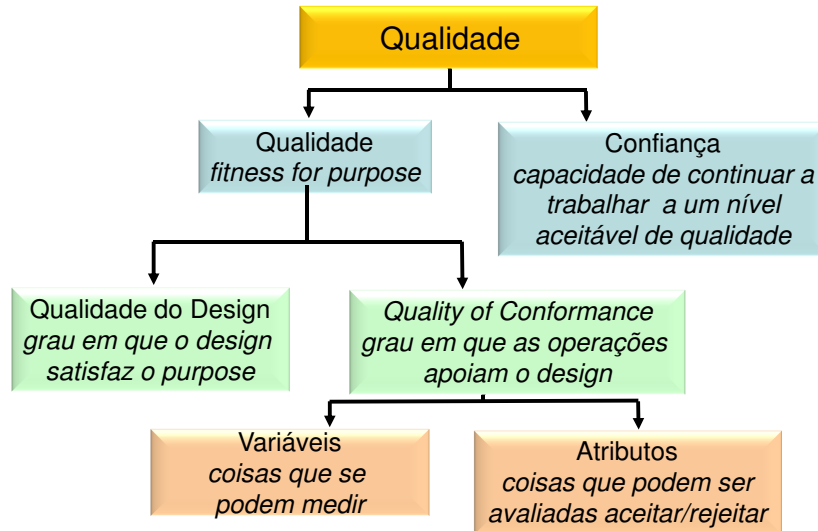 Qualidade
Qualidade
fitness for purpose
Confiança
capacidade de continuar a
trabalhar a um nível
aceitável de qualidade
Qualidade do Design
grau em que o design
satisfaz o purpose
Quality of Conformance
grau em que as operações
apoiam o design
Variáveis
coisas que se
podem medir
Atributos
coisas que podem ser
avaliadas aceitar/rejeitar